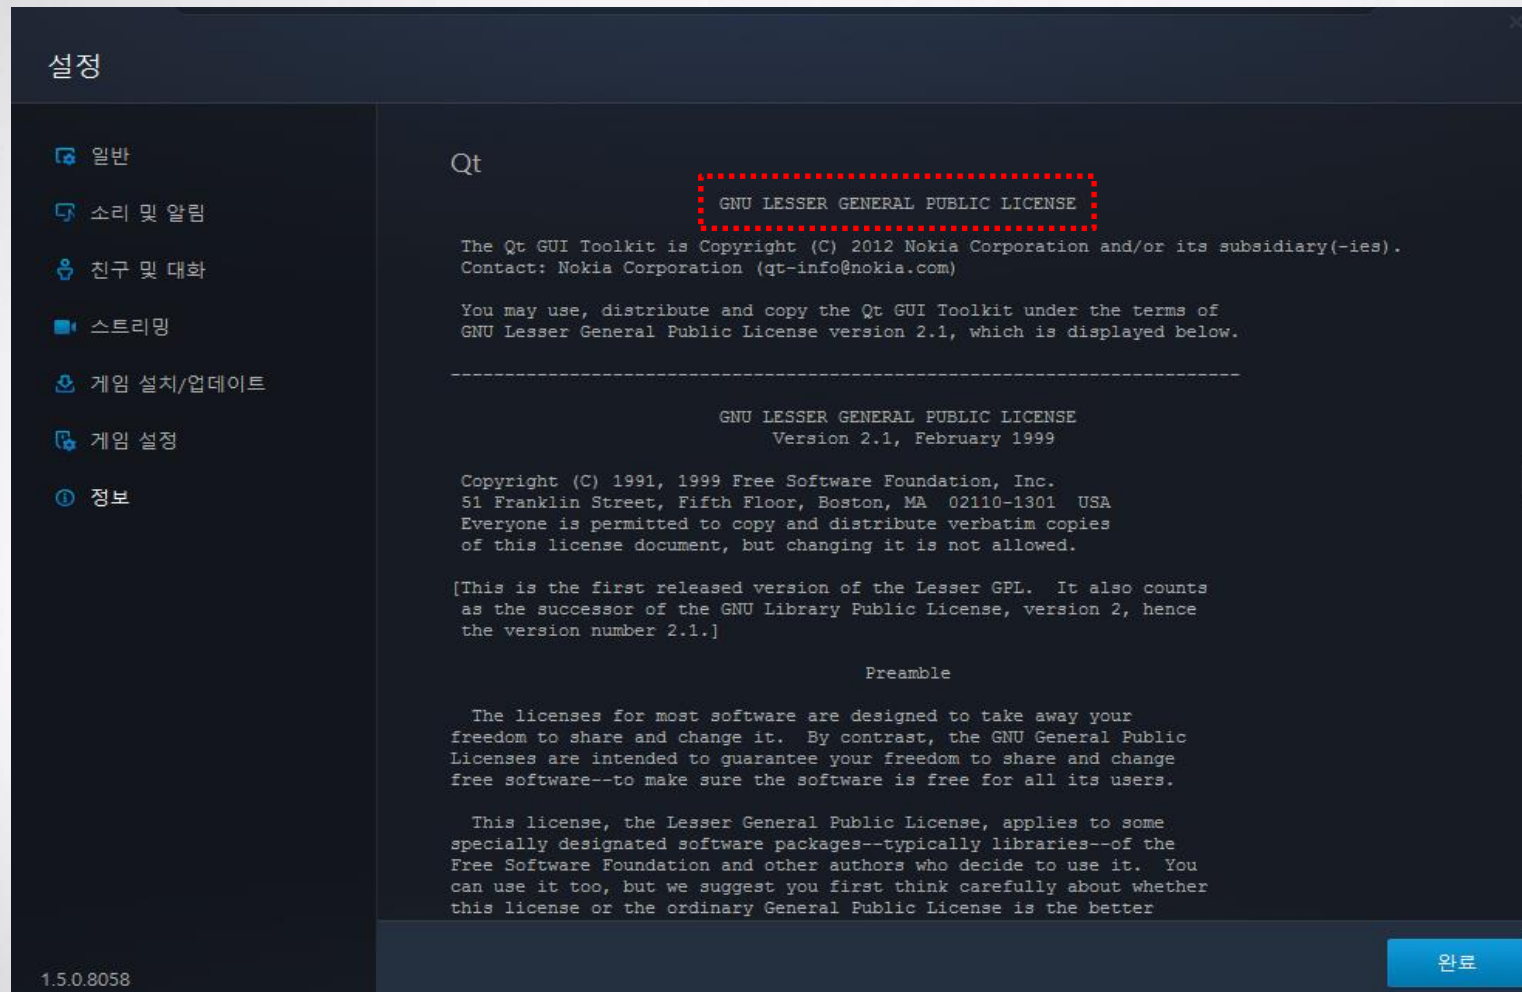 설정
일반
소리 및 알림
친구 및 대화
스트리밍
게임 설치/업데이트
게임 설정
정보
1.5.0.8058
Qt
GNU LESSER GENERAL PUBLIC LICENSE
The Qt GUI Toolkit is Copyright (C) 2012 Nokia Corporation and/or its subsidiary(-ies).
Contact: Nokia Corporation (qt-info@nokia.com)
You may use, distribute and copy the Qt GUI Toolkit under the terms of
GNU Lesser General Public License version 2.1, which is displayed below.
-------------------------------------------------------------------------
GNU LESSER GENERAL PUBLIC LICENSE
Version 2.1, February 1999
Copyright (C) 1991, 1999 Free Software Foundation, Inc.
51 Franklin Street, Fifth Floor, Boston, MA  02110-1301  USA
Everyone is permitted to copy and distribute verbatim copies
of this license document, but changing it is not allowed.
[This is the first released version of the Lesser GPL.  It also counts
as the successor of the GNU Library Public License, version 2, hence
the version number 2.1.]
Preamble
The licenses for most software are designed to take away your
freedom to share and change it.  By contrast, the GNU General Public
Licenses are intended to guarantee your freedom to share and change
free software--to make sure the software is free for all its users.
This license, the Lesser General Public License, applies to some
specially designated software packages--typically libraries--of the
Free Software Foundation and other authors who decide to use it.  You
can use it too, but we suggest you first think carefully about whether
this license or the ordinary General Public License is the better
완료